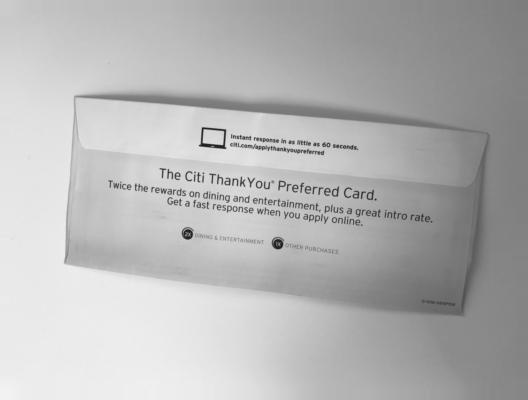 Instant response in as little as 60 seconds.
citi.com/applythankyoupreferred
The Citi ThankYou® Preferred Card.
Twice the rewards on dining and entertainment, plus a great intro rate.
Get a fast response when you apply online.
2X DINING & ENTERTAINMENT 1X OTHER PURCHASES